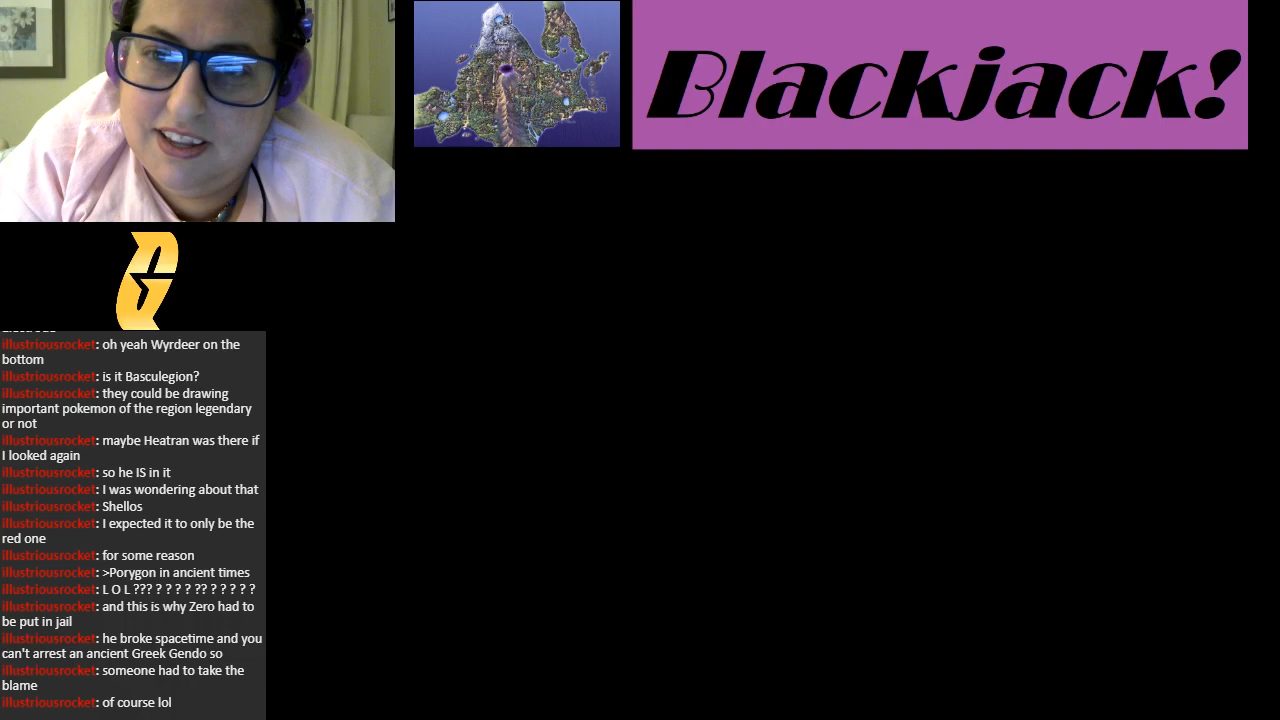 Blackjack!
illustriousrocket: oh yeah Wyrdeer on the
bottom
illustriousrocket: is it Basculegion?
illustriousrocket: they could be drawing
important pokemon of the region legendary
or not
illustriousrocket: maybe Heatran was there if
I looked again
illustriousrocket: so he IS in it
illustriousrocket: I was wondering about that
illustriousrocket: Shellos
illustriousrocket: I expected it to only be the
red one
illustriousrocket: for some reason
illustriousrocket: >Porygon in ancient times
illustriousrocket: L O L ??? ? ? ? ? ?? ? ? ? ? ?
illustriousrocket: and this is why Zero had to
be put in jail
illustriousrocket: he broke spacetime and you
can't arrest an ancient Greek Gendo so
illustriousrocket: someone had to take the
blame
illustriousrocket: of course lol